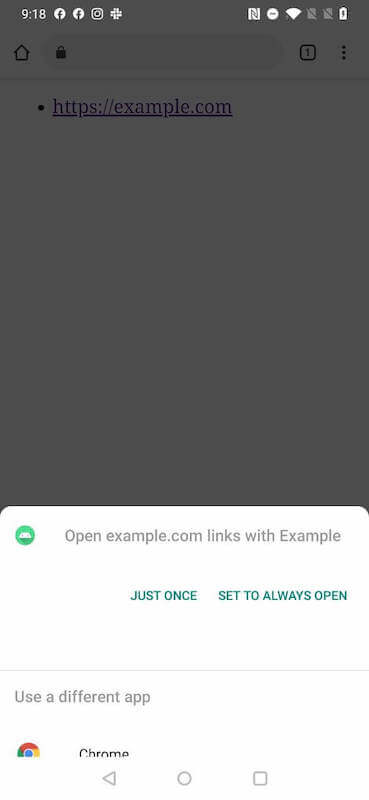 9:18
1
https://example.com
Open example.com links with Example
JUST ONCE
SET TO ALWAYS OPEN
Use a different app
Chrome